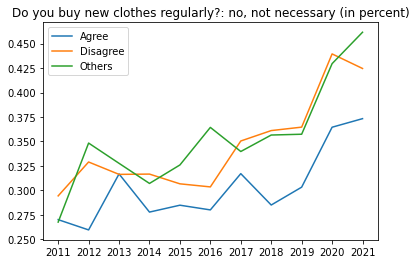 Do you buy new clothes regularly?: no, not necessary (in percent)
Agree
Disagree
Others
0.450
0.425
0.400
0.375
0.350
0.325
0.300
0.275
0.250
2011 2012 2013 2014 2015 2016 2017 2018 2019 2020 2021